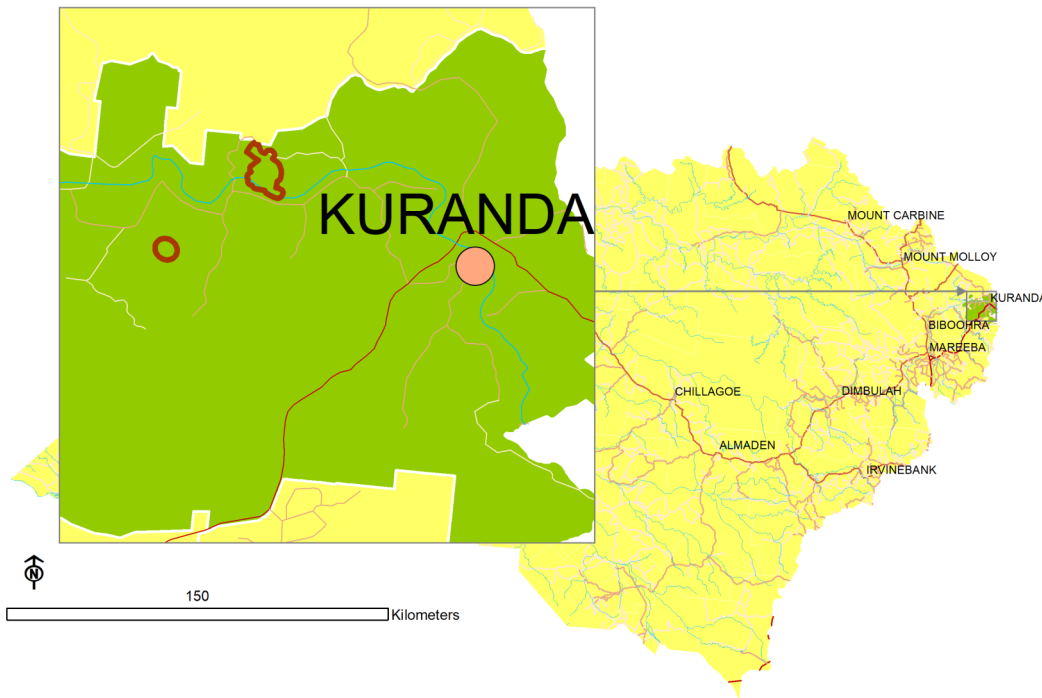 KURANDA
MOUNT CARBINE
MOUNT MOLLOY
KURANDA
BIBOOHRA
MAREEBA
CHILLAGOE
DIMBULAH
ALMADEN
IRVINEBANK
N
150
Kilometers